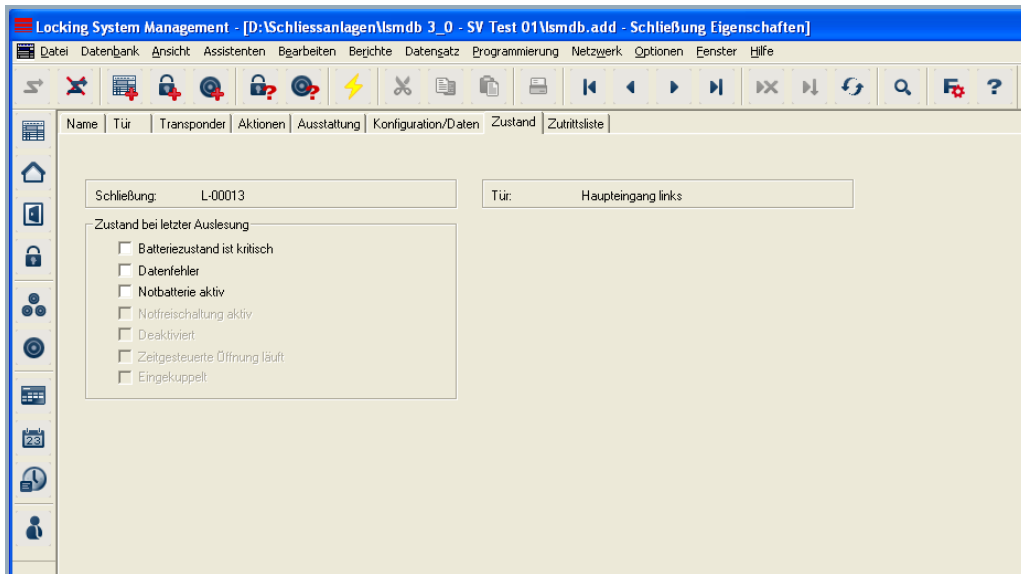 Locking System Management - [D:\Schliessanlagen\lsmdb 3_0 - SV Test 01\lsmdb.add - Schließung Eigenschaften]
Datei Datenbank Ansicht Assistenten Bearbeiten Berichte Datensatz Programmierung Netzwerk Optionen Fenster Hilfe
Name Tür Transponder Aktionen Ausstattung Konfiguration/Daten Zustand Zutrittsliste
Schließung: L-00013 Tür: Haupteingang links
Zustand bei letzter Auslesung
Batteriezustand ist kritisch
Datenfehler
Notbatterie aktiv
Notfreischaltung aktiv
Deaktiviert
Zeitgesteuerte Öffnung läuft
Eingekuppelt
23